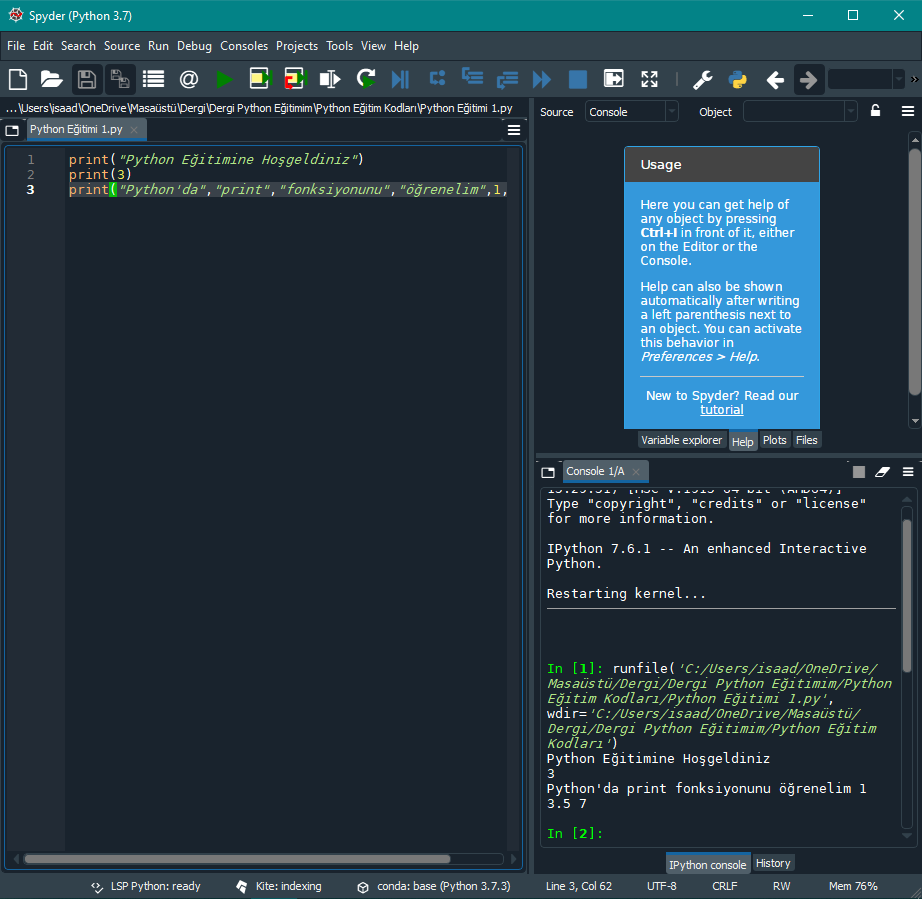 Spyder (Python 3.7)
File Edit Search Source Run Debug Consoles Projects Tools View Help
...\Users\isaad\OneDrive\Masaüstü\Dergi\Dergi Python Eğitimim\Python Eğitim Kodları\Python Eğitimi 1.py
Python Eğitimi 1.py
1 print("Python Eğitimine Hoşgeldiniz")
2 print(3)
3 print("Python'da","print","fonksiyonunu","öğrenelim",1,
Source Console Object
Usage
Here you can get help of
any object by pressing
Ctrl+I in front of it, either
on the Editor or the
Console.
Help can also be shown
automatically after writing
a left parenthesis next to
an object. You can activate
this behavior in
Preferences > Help.
New to Spyder? Read our
tutorial
Variable explorer Help Plots Files
Console 1/A
Type "copyright", "credits" or "license"
for more information.
IPython 7.6.1 -- An enhanced Interactive
Python.
Restarting kernel...
In [1]: runfile('C:/Users/isaad/OneDrive/
Masaüstü/Dergi/Dergi Python Eğitimim/Python
Eğitim Kodları/Python Eğitimi 1.py',
wdir='C:/Users/isaad/OneDrive/Masaüstü/
Dergi/Dergi Python Eğitimim/Python Eğitim
Kodları')
Python Eğitimine Hoşgeldiniz
3
Python'da print fonksiyonunu öğrenelim 1
3.5 7
In [2]:
IPython console History
LSP Python: ready Kite: indexing conda: base (Python 3.7.3) Line 3, Col 62 UTF-8 CRLF RW Mem 76%